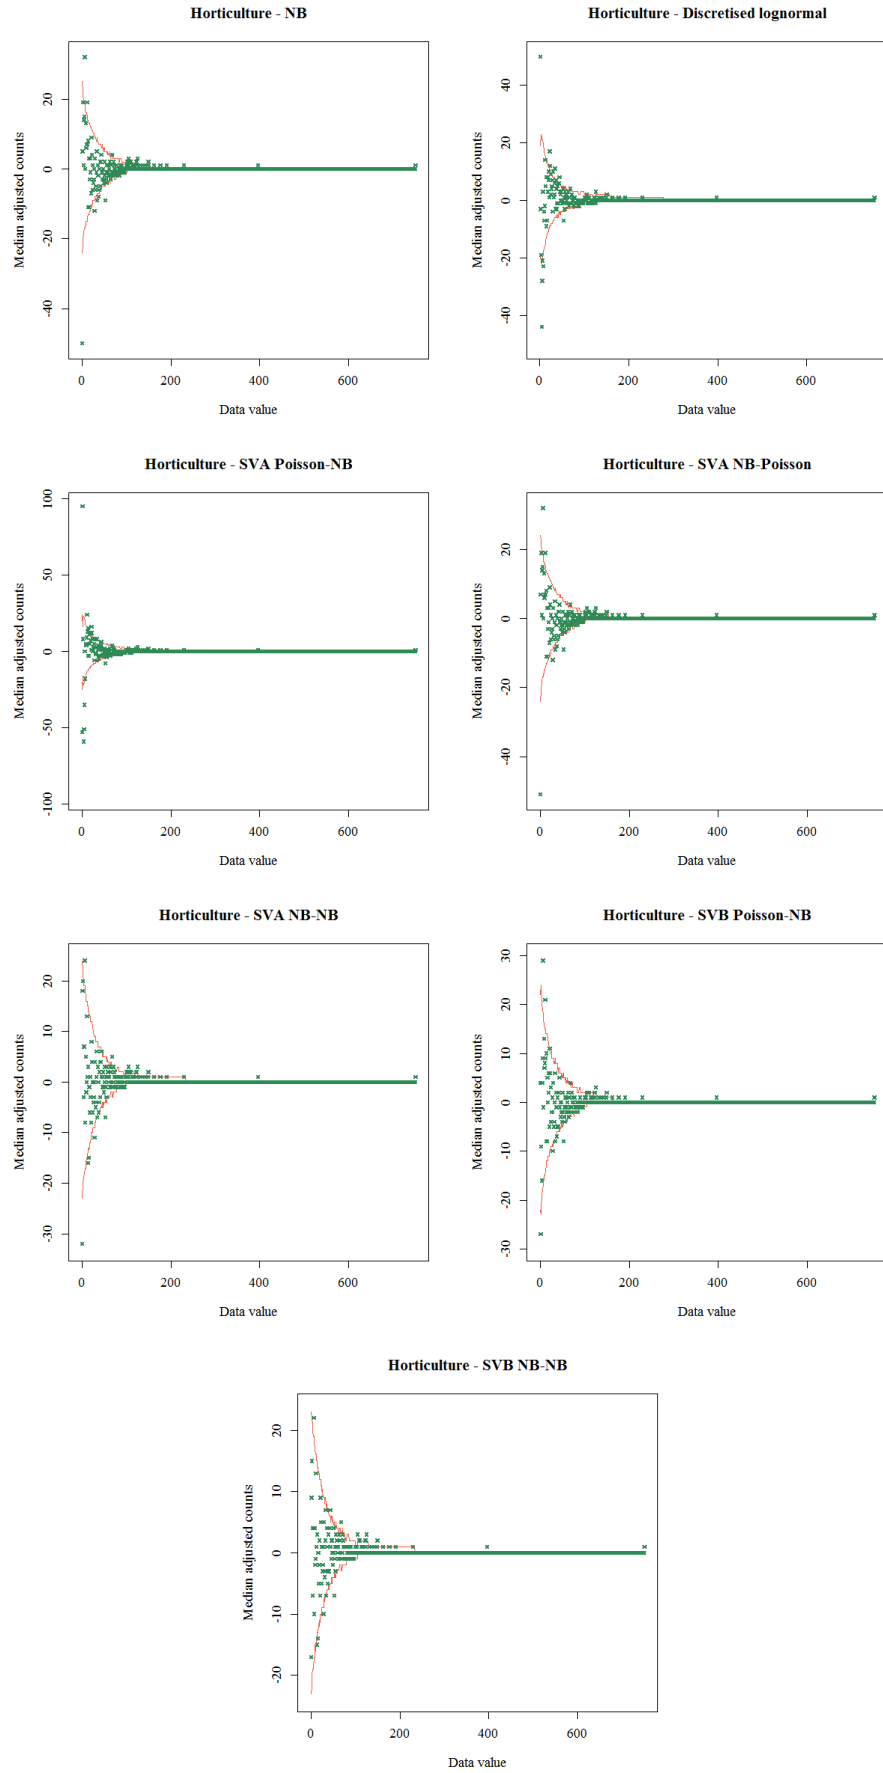 Horticulture - NB
Median adjusted counts
20
0
-20
-40
0 200 400 600
Data value
Horticulture - Discretised lognormal
Median adjusted counts
40
20
0
-20
-40
0 200 400 600
Data value
Horticulture - SVA Poisson-NB
Median adjusted counts
100
50
0
-50
-100
0 200 400 600
Data value
Horticulture - SVA NB-Poisson
Median adjusted counts
20
0
-20
-40
0 200 400 600
Data value
Horticulture - SVA NB-NB
Median adjusted counts
20
10
0
-10
-20
-30
0 200 400 600
Data value
Horticulture - SVB Poisson-NB
Median adjusted counts
30
20
10
0
-10
-20
-30
0 200 400 600
Data value
Horticulture - SVB NB-NB
Median adjusted counts
20
10
0
-10
-20
0 200 400 600
Data value